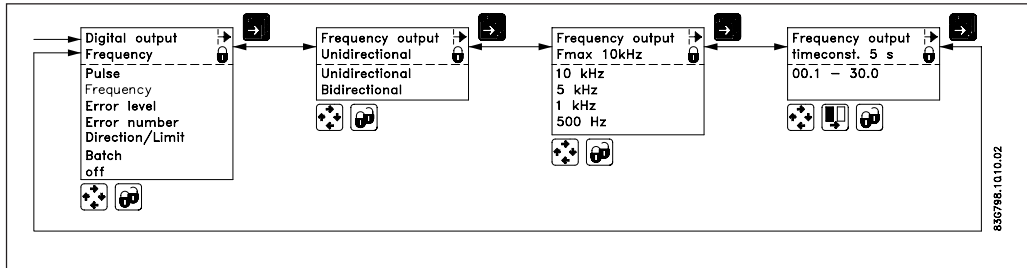 Digital output
Frequency
Pulse
Frequency
Error level
Error number
Direction/Limit
Batch
off
Frequency output
Unidirectional
Unidirectional
Bidirectional
Frequency output
Fmax 10kHz
10 kHz
5 kHz
1 kHz
500 Hz
Frequency output
timeconst. 5 s
00.1 – 30.0
83G798.1Q10.02